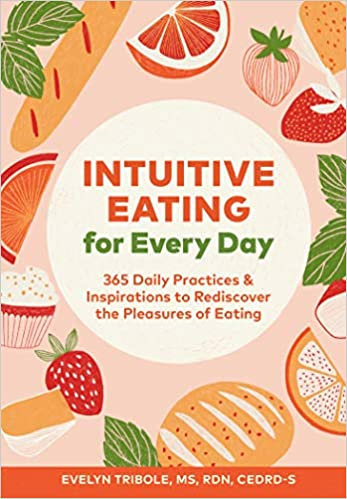 INTUITIVE
EATING
for Every Day
365 Daily Practices &
Inspirations to Rediscover
the Pleasures of Eating
EVELYN TRIBOLE, MS, RDN, CEDRD-S